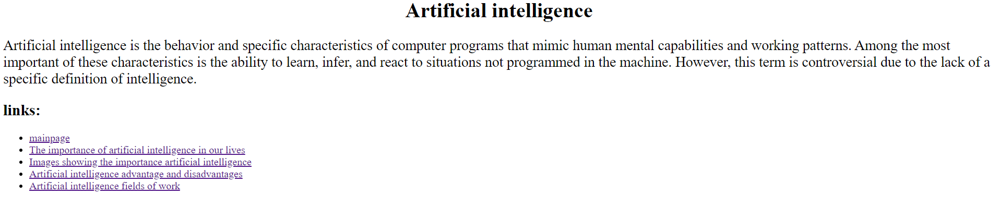 Artificial intelligence
Artificial intelligence is the behavior and specific characteristics of computer programs that mimic human mental capabilities and working patterns. Among the most
important of these characteristics is the ability to learn, infer, and react to situations not programmed in the machine. However, this term is controversial due to the lack of a
specific definition of intelligence.
links:
• mainpage
• The importance of artificial intelligence in our lives
• Images showing the importance artificial intelligence
• Artificial intelligence advantage and disadvantages
• Artificial intelligence fields of work